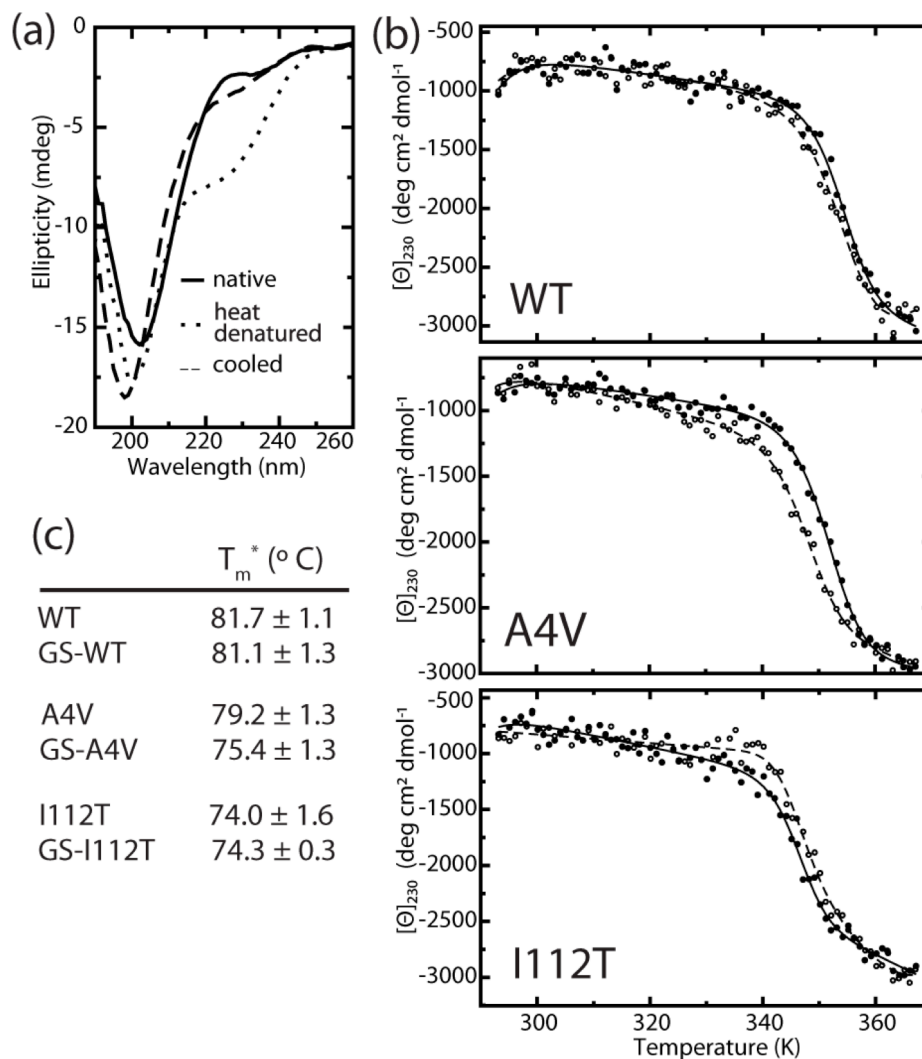 (a)
0
-5
-10
-15
-20
Ellipticity (mdeg)
native
heat
denatured
cooled
200 220 240 260
Wavelength (nm)
(b)
-500
-1000
-1500
-2000
-2500
-3000
[Θ]230 (deg cm² dmol⁻¹)
WT
-1000
-1500
-2000
-2500
-3000
[Θ]230 (deg cm² dmol⁻¹)
A4V
-500
-1000
-1500
-2000
-2500
-3000
[Θ]230 (deg cm² dmol⁻¹)
I112T
300 320 340 360
Temperature (K)
(c)
Tm* (º C)
WT 81.7 ± 1.1
GS-WT 81.1 ± 1.3
A4V 79.2 ± 1.3
GS-A4V 75.4 ± 1.3
I112T 74.0 ± 1.6
GS-I112T 74.3 ± 0.3